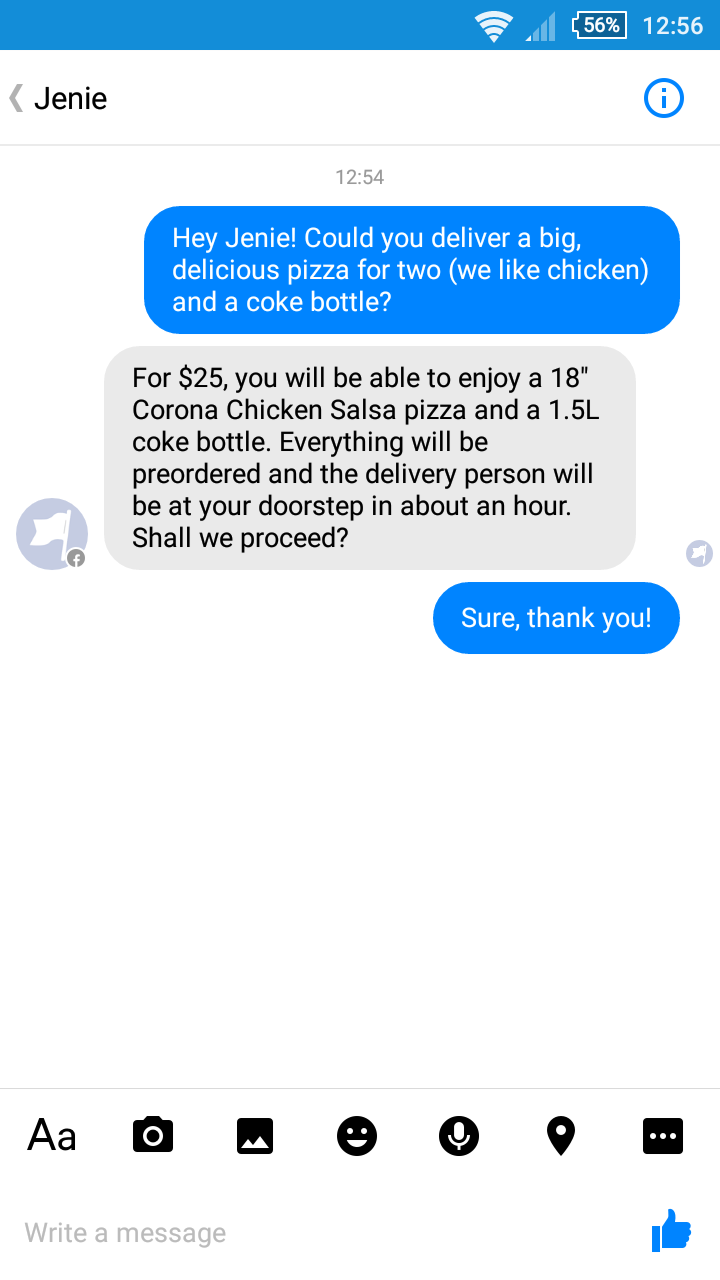 56% 12:56
Jenie
12:54
Hey Jenie! Could you deliver a big,
delicious pizza for two (we like chicken)
and a coke bottle?
For $25, you will be able to enjoy a 18"
Corona Chicken Salsa pizza and a 1.5L
coke bottle. Everything will be
preordered and the delivery person will
be at your doorstep in about an hour.
Shall we proceed?
Sure, thank you!
Aa
Write a message